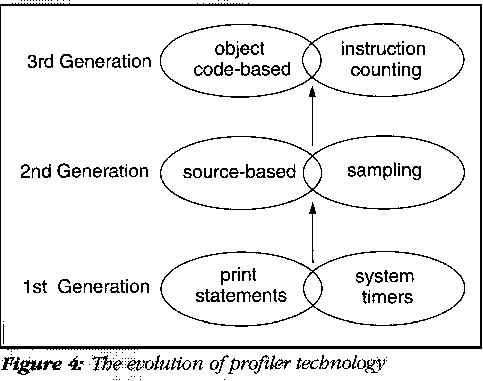 3rd Generation
object
code-based
instruction
counting
2nd Generation
source-based
sampling
1st Generation
print
statements
system
timers
Figure 4: The evolution of profiler technology